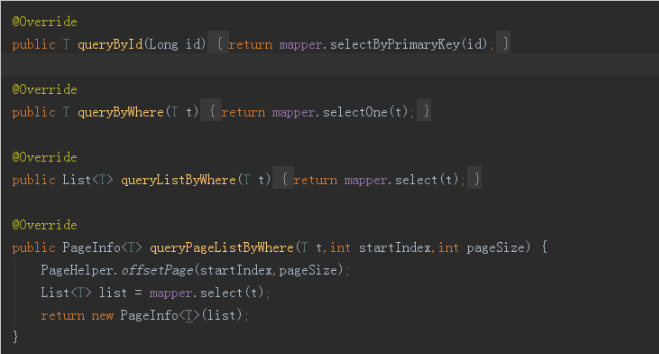 @Override
public T queryById(Long id) { return mapper.selectByPrimaryKey(id); }
@Override
public T queryByWhere(T t) { return mapper.selectOne(t); }
@Override
public List<T> queryListByWhere(T t) { return mapper.select(t); }
@Override
public PageInfo<T> queryPageListByWhere(T t,int startIndex,int pageSize) {
PageHelper.offsetPage(startIndex,pageSize);
List<T> list = mapper.select(t);
return new PageInfo<T>(list);
}